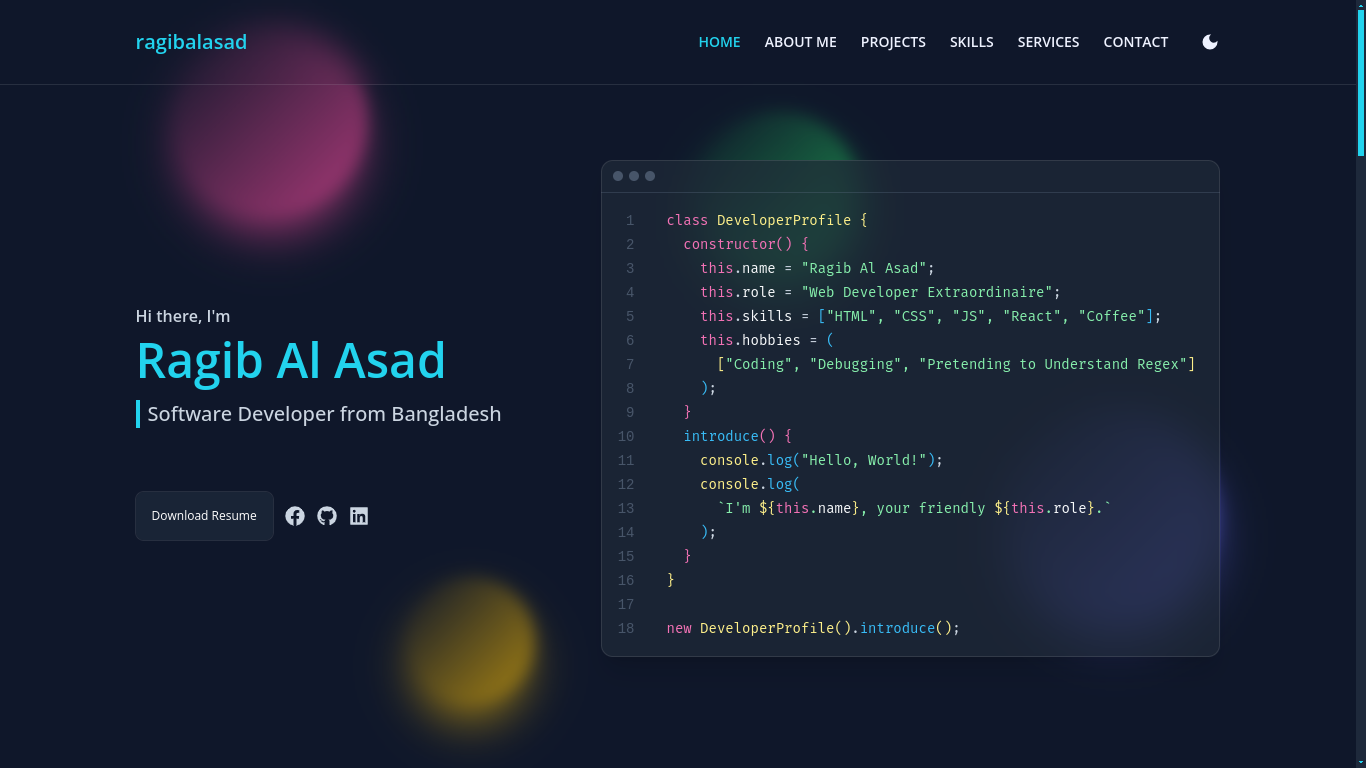 ragibalasad
HOME ABOUT ME PROJECTS SKILLS SERVICES CONTACT
Hi there, I'm
Ragib Al Asad
Software Developer from Bangladesh
Download Resume
1 class DeveloperProfile {
2 constructor() {
3 this.name = "Ragib Al Asad";
4 this.role = "Web Developer Extraordinaire";
5 this.skills = ["HTML", "CSS", "JS", "React", "Coffee"];
6 this.hobbies = (
7 ["Coding", "Debugging", "Pretending to Understand Regex"]
8 );
9 }
10 introduce() {
11 console.log("Hello, World!");
12 console.log(
13 `I'm ${this.name}, your friendly ${this.role}.`
14 );
15 }
16 }
17
18 new DeveloperProfile().introduce();